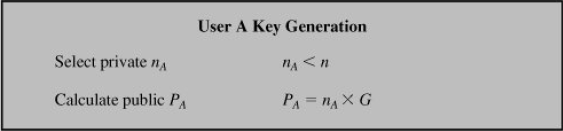 User A Key Generation
Select private n_A n_A < n
Calculate public P_A P_A = n_A × G